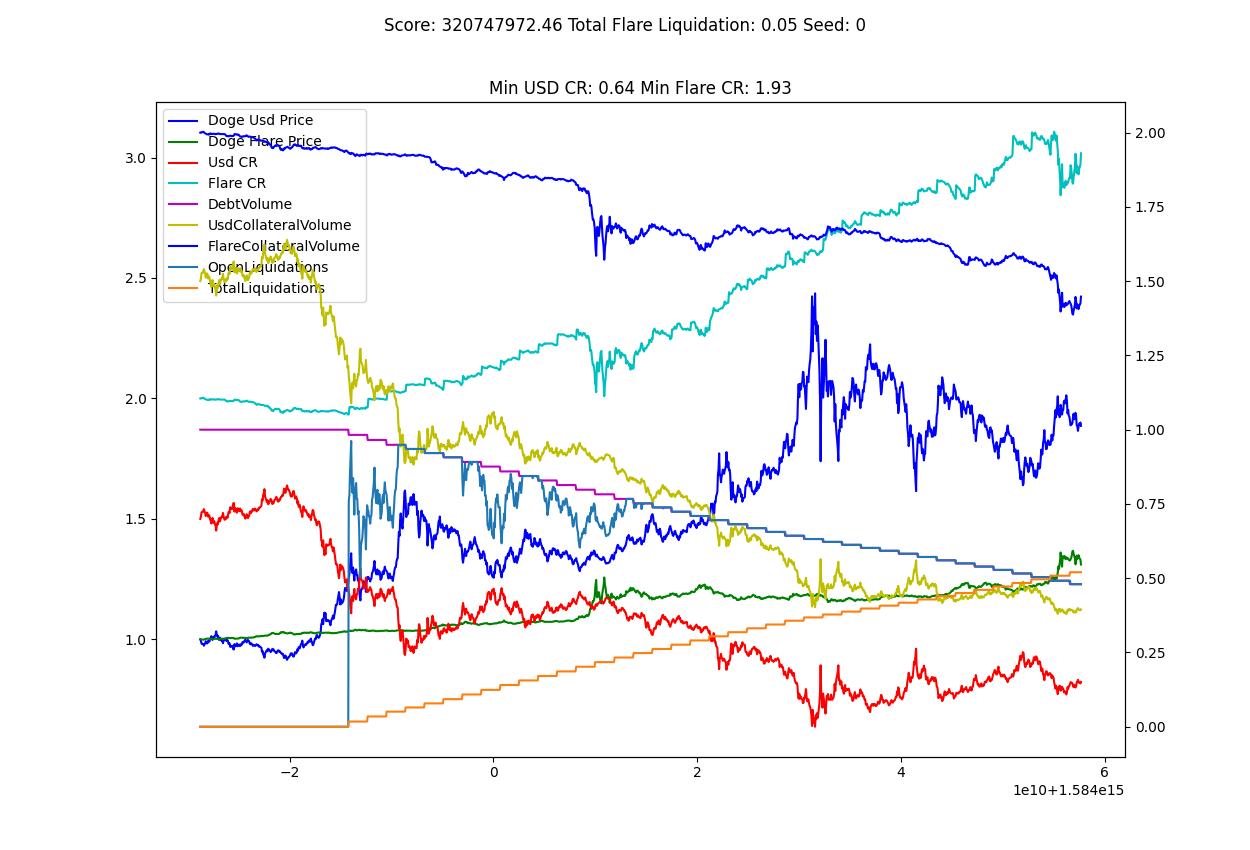 Score: 320747972.46 Total Flare Liquidation: 0.05 Seed: 0
Min USD CR: 0.64 Min Flare CR: 1.93
Doge Usd Price
Doge Flare Price
Usd CR
Flare CR
DebtVolume
UsdCollateralVolume
FlareCollateralVolume
OpenLiquidations
TotalLiquidations
3.0
2.5
2.0
1.5
1.0
2.00
1.75
1.50
1.25
1.00
0.75
0.50
0.25
0.00
−2
0
2
4
6
1e10+1.584e15